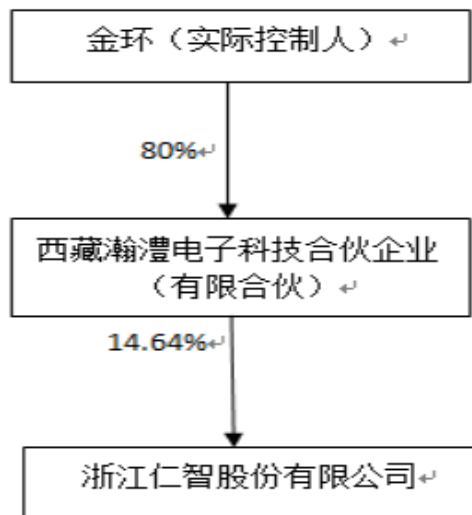 金环（实际控制人）↵
80%↵
西藏瀚澧电子科技合伙企业
（有限合伙）↵
14.64%↵
浙江仁智股份有限公司↵